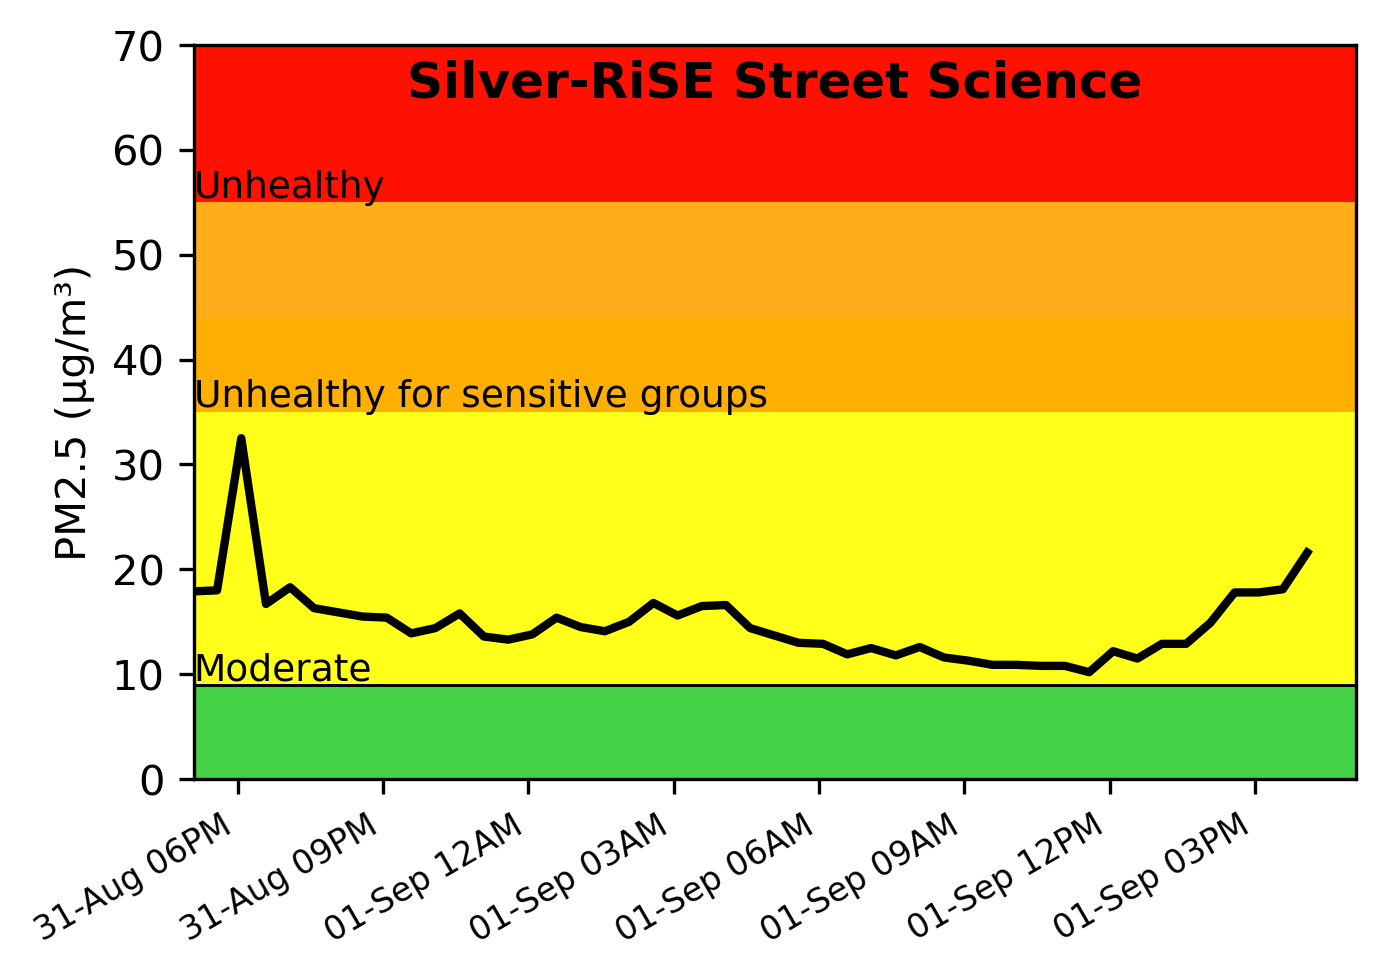 Silver-RiSE Street Science
70
60
50
40
30
20
10
0
PM2.5 (µg/m³)
Unhealthy
Unhealthy for sensitive groups
Moderate
31-Aug 06PM
31-Aug 09PM
01-Sep 12AM
01-Sep 03AM
01-Sep 06AM
01-Sep 09AM
01-Sep 12PM
01-Sep 03PM